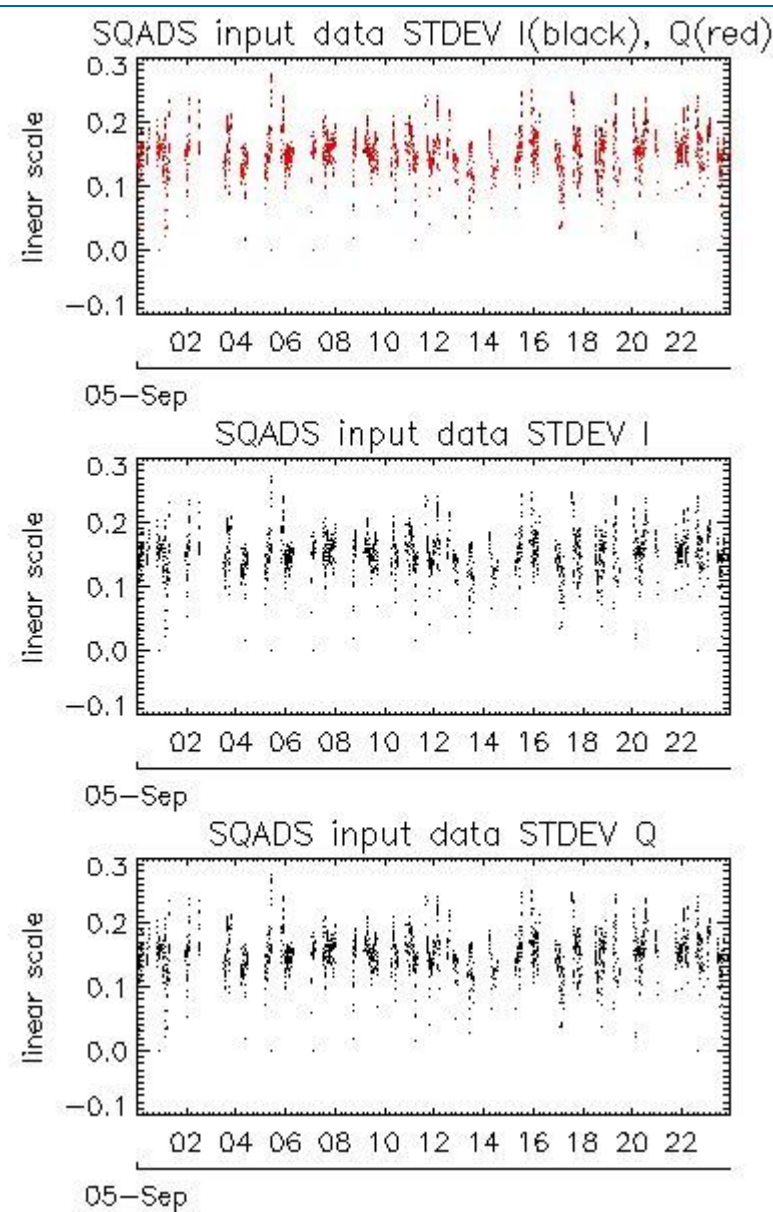 SQADS input data STDEV I(black), Q(red)
0.3
0.2
0.1
0.0
-0.1
linear scale
02 04 06 08 10 12 14 16 18 20 22
05-Sep
SQADS input data STDEV I
0.3
0.2
0.1
0.0
-0.1
linear scale
02 04 06 08 10 12 14 16 18 20 22
05-Sep
SQADS input data STDEV Q
0.3
0.2
0.1
0.0
-0.1
linear scale
02 04 06 08 10 12 14 16 18 20 22
05-Sep